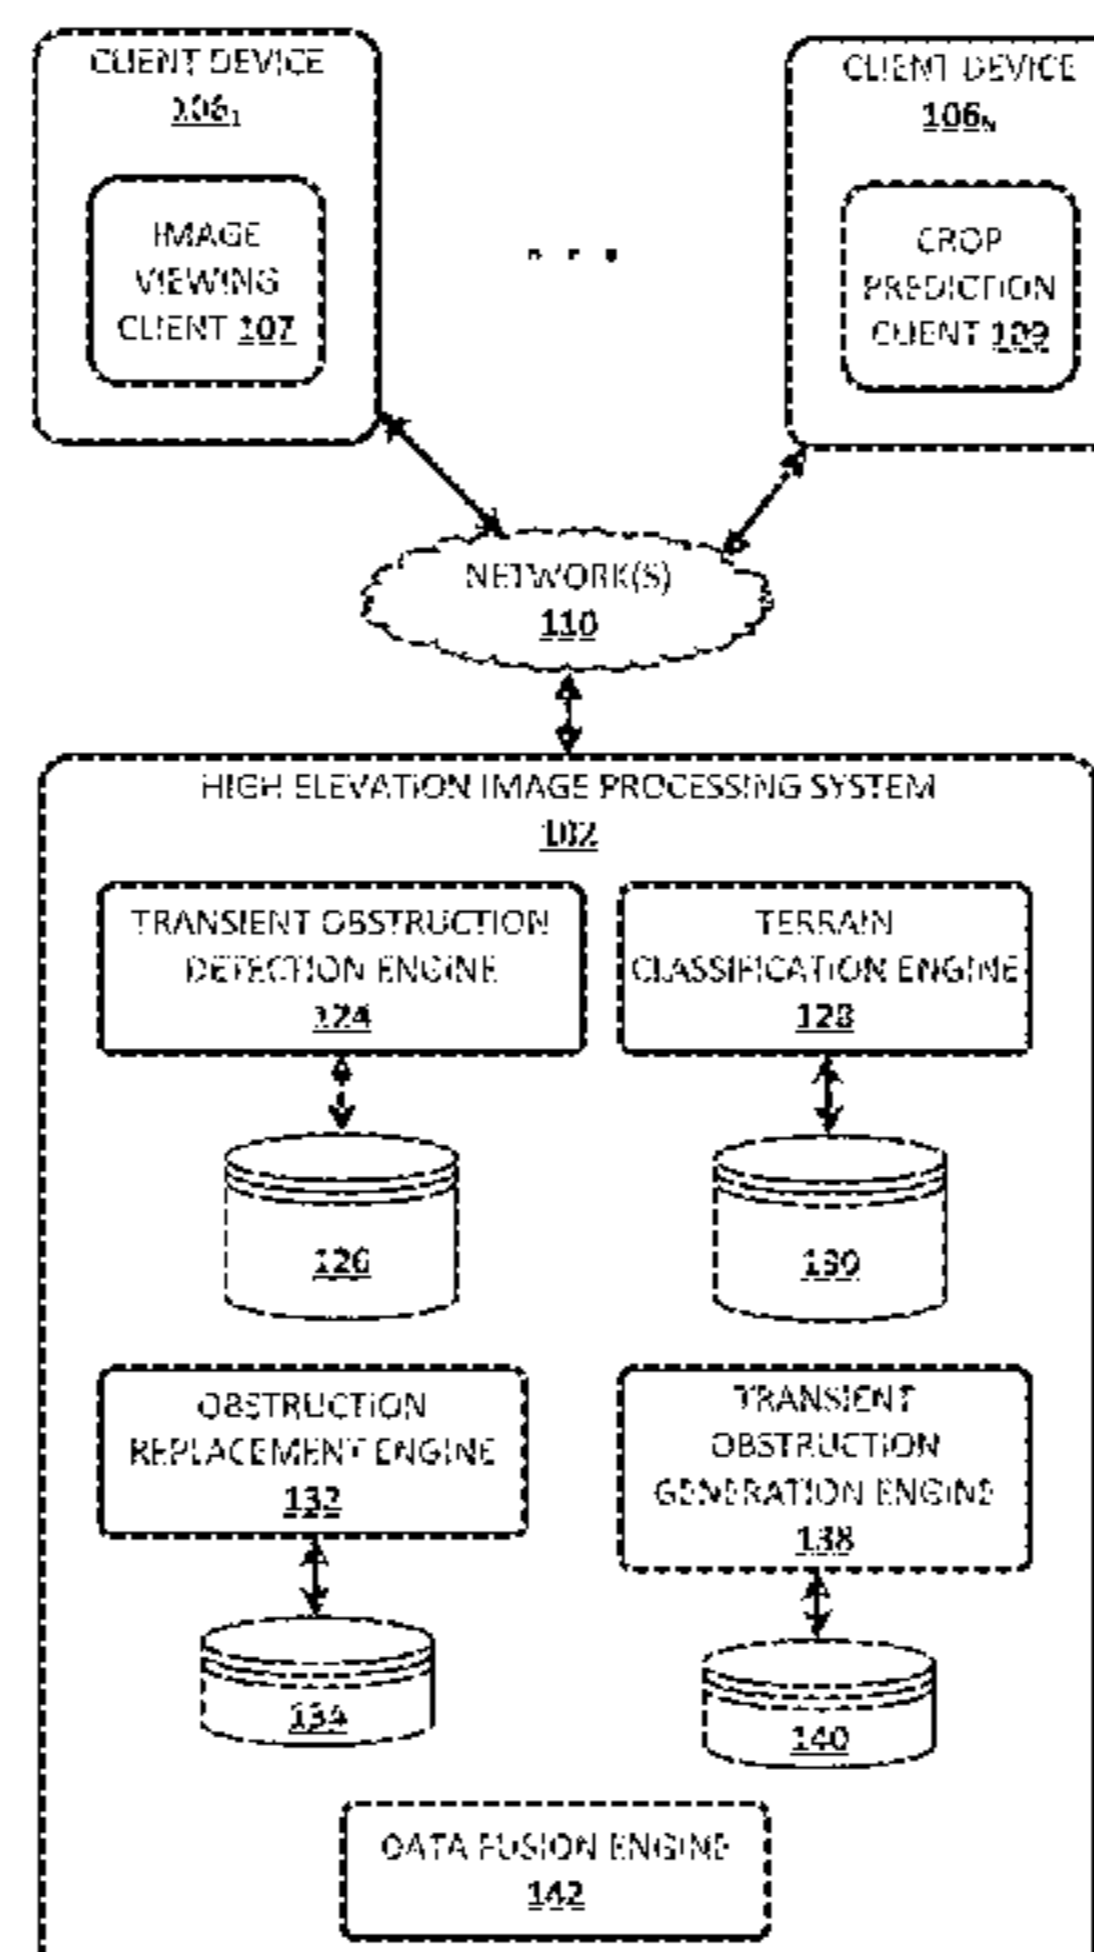 CLIENT DEVICE
106₁
IMAGE
VIEWING
CLIENT 107
. . .
CLIENT DEVICE
106ₙ
CROP
PREDICTION
CLIENT 109
NETWORK(S)
110
HIGH ELEVATION IMAGE PROCESSING SYSTEM
102
TRANSIENT OBSTRUCTION
DETECTION ENGINE
124
TERRAIN
CLASSIFICATION ENGINE
128
126
130
OBSTRUCTION
REPLACEMENT ENGINE
132
TRANSIENT
OBSTRUCTION
GENERATION ENGINE
138
134
140
DATA FUSION ENGINE
142